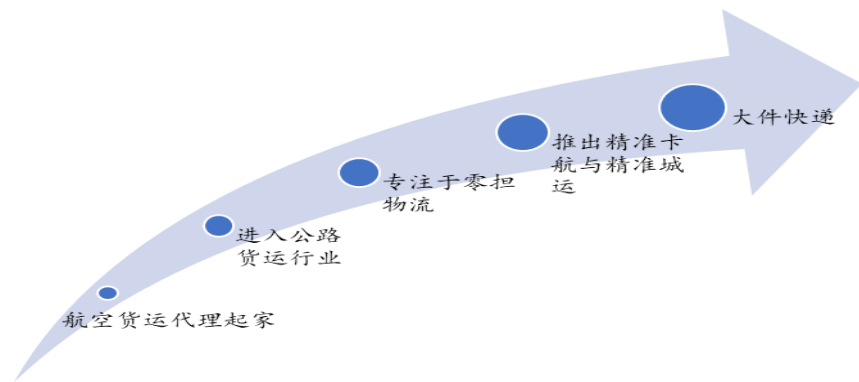 航空货运代理起家
进入公路
货运行业
专注于零担
物流
推出精准卡
航与精准城
运
大件快递